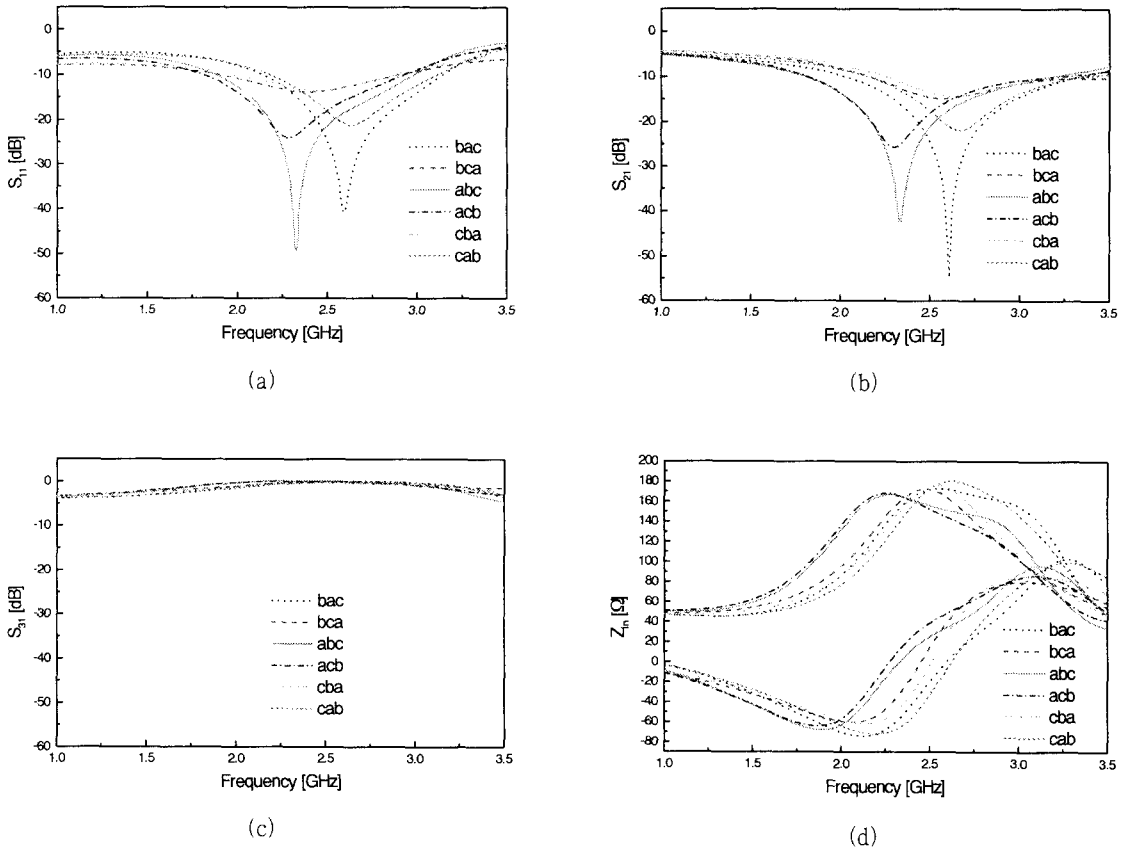 0
-10
-20
-30
-40
-50
-60
S11 [dB]
bac
bca
abc
acb
cba
cab
1.0 1.5 2.0 2.5 3.0 3.5
Frequency [GHz]
(a)
0
-10
-20
-30
-40
-50
-60
S21 [dB]
bac
bca
abc
acb
cba
cab
1.0 1.5 2.0 2.5 3.0 3.5
Frequency [GHz]
(b)
0
-10
-20
-30
-40
-50
-60
S31 [dB]
bac
bca
abc
acb
cba
cab
1.0 1.5 2.0 2.5 3.0 3.5
Frequency [GHz]
(c)
200
180
160
140
120
100
80
60
40
20
0
-20
-40
-60
-80
Zin [Ω]
bac
bca
abc
acb
cba
cab
1.0 1.5 2.0 2.5 3.0 3.5
Frequency [GHz]
(d)